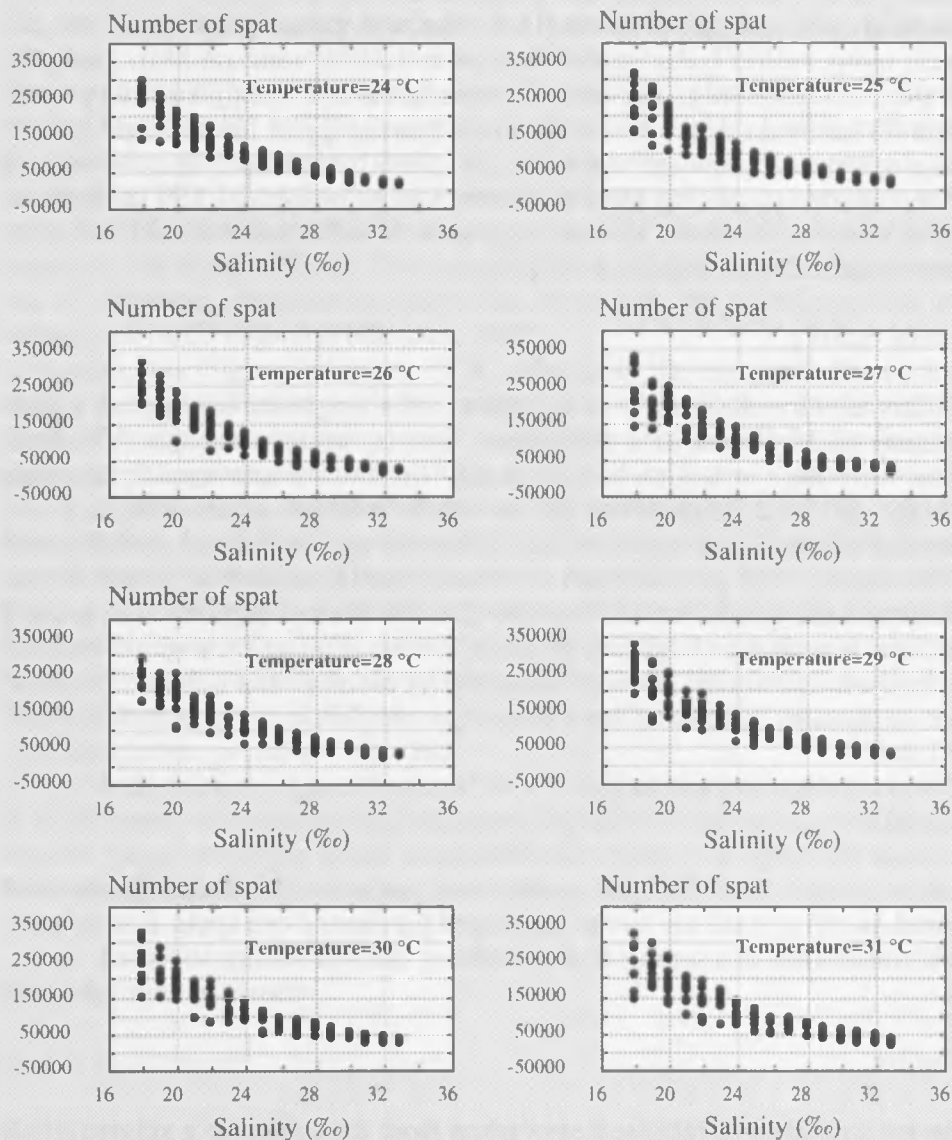 Number of spat
350000
250000
Temperature=24 °C
150000
50000
-50000
16 20 24 28 32 36
Salinity (‰)
Number of spat
350000
250000
Temperature=25 °C
150000
50000
-50000
16 20 24 28 32 36
Salinity (‰)
Number of spat
350000
250000
Temperature=26 °C
150000
50000
-50000
16 20 24 28 32 36
Salinity (‰)
Number of spat
350000
250000
Temperature=27 °C
150000
50000
-50000
16 20 24 28 32 36
Salinity (‰)
Number of spat
350000
250000
Temperature=28 °C
150000
50000
-50000
16 20 24 28 32 36
Salinity (‰)
Number of spat
350000
250000
Temperature=29 °C
150000
50000
-50000
16 20 24 28 32 36
Salinity (‰)
Number of spat
350000
250000
Temperature=30 °C
150000
50000
-50000
16 20 24 28 32 36
Salinity (‰)
Number of spat
350000
250000
Temperature=31 °C
150000
50000
-50000
16 20 24 28 32 36
Salinity (‰)